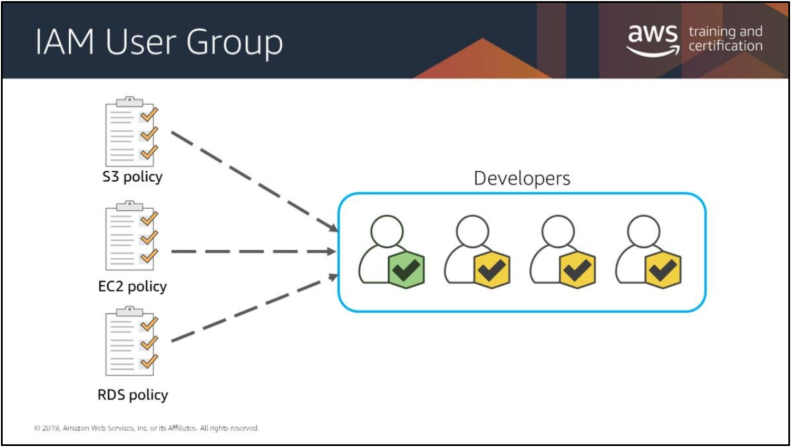 IAM User Group
aws training and
certification
S3 policy
Developers
EC2 policy
RDS policy
© 2019, Amazon Web Services, Inc. or its Affiliates. All rights reserved.